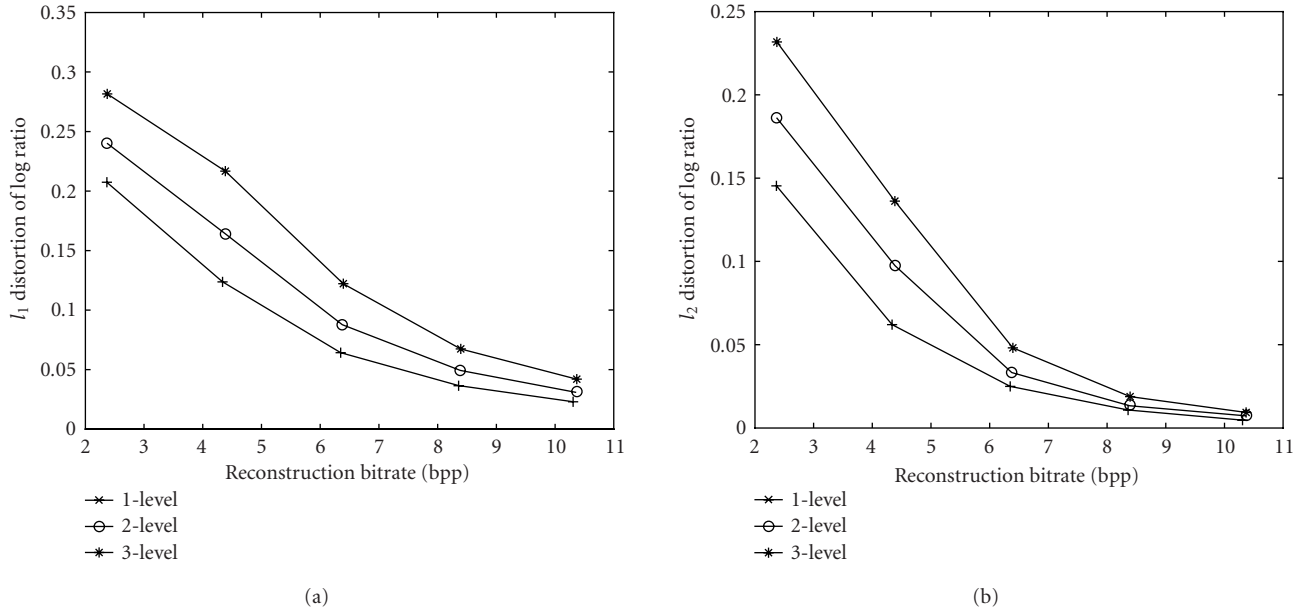 0.35
0.3
0.25
0.2
0.15
0.1
0.05
0
l1 distortion of log ratio
2 3 4 5 6 7 8 9 10 11
Reconstruction bitrate (bpp)
1-level
2-level
3-level
(a)
0.25
0.2
0.15
0.1
0.05
0
l2 distortion of log ratio
2 3 4 5 6 7 8 9 10 11
Reconstruction bitrate (bpp)
1-level
2-level
3-level
(b)